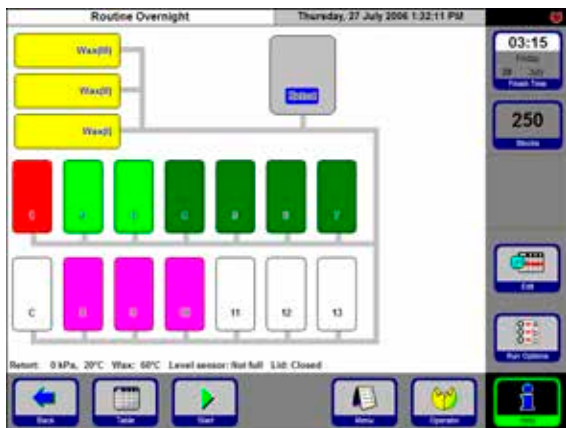 Routine Overnight
Thursday, 27 July 2006 1:32:11 PM
03:15
Friday
28 July
Finish Time
Wax(III)
Wax(II)
Wax(I)
Retort
250
Blocks
C
11
12
13
Edit
Run Options
Retort: 0 kPa, 20°C Wax: 60°C Level sensor: Not full Lid: Closed
Back
Table
Start
Menu
Operator
Help